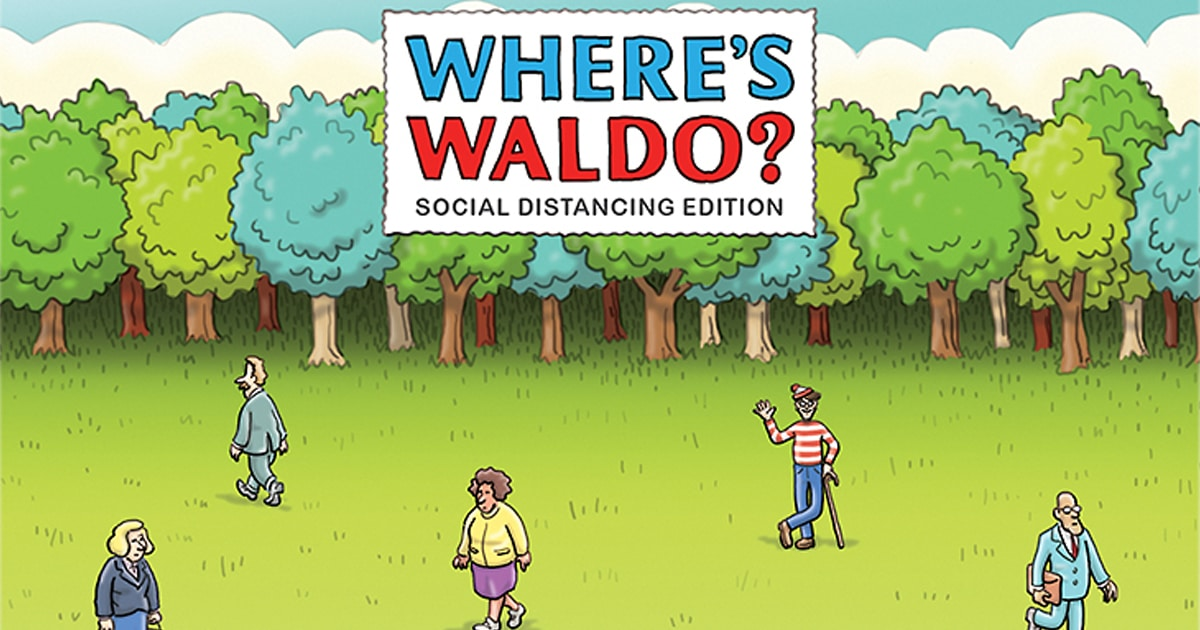 WHERE'S
WALDO?
SOCIAL DISTANCING EDITION